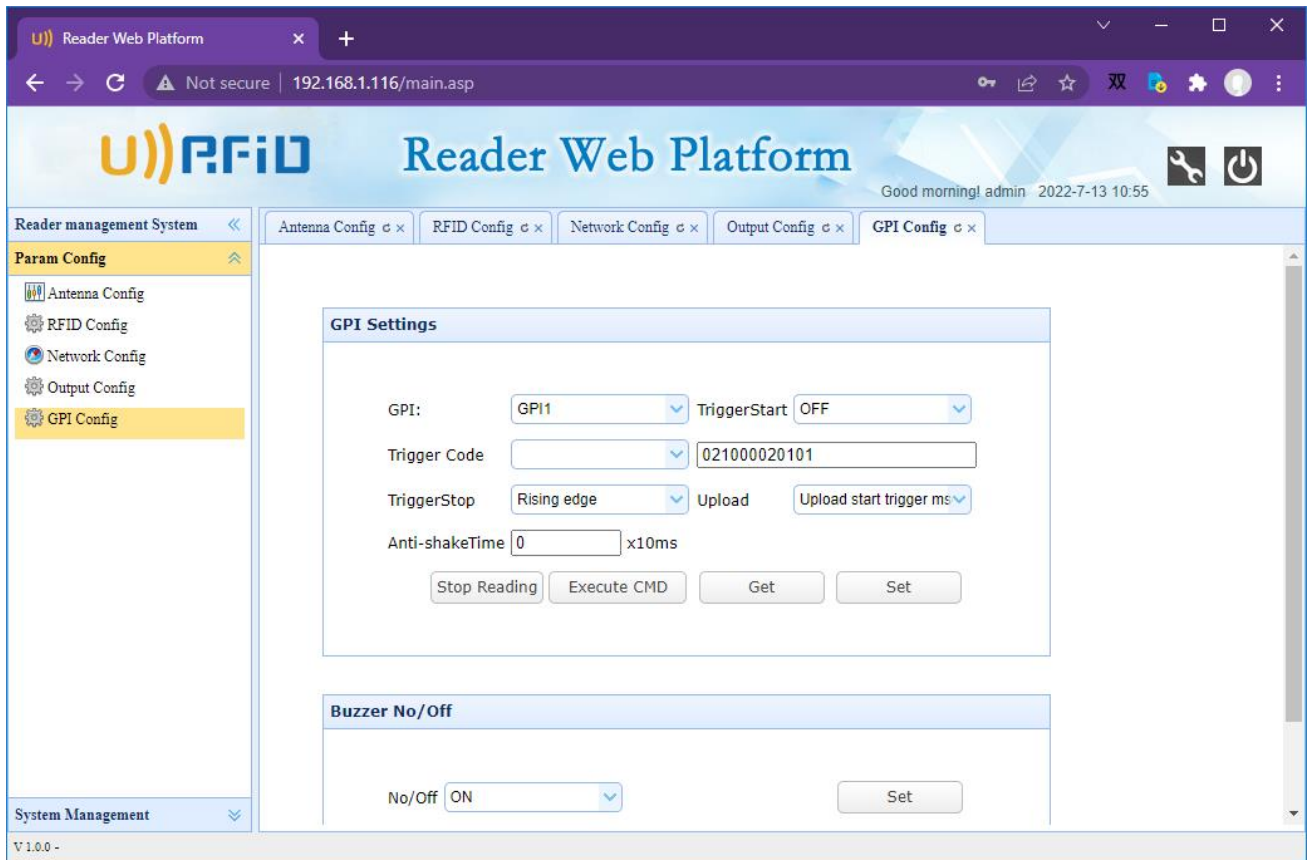 U)) Reader Web Platform
Not secure | 192.168.1.116/main.asp
双
U))RFiD Reader Web Platform
Good morning! admin 2022-7-13 10:55
Reader management System
Antenna Config RFID Config Network Config Output Config GPI Config
Param Config
Antenna Config
RFID Config
Network Config
Output Config
GPI Config
GPI Settings
GPI: GPI1 TriggerStart OFF
Trigger Code 021000020101
TriggerStop Rising edge Upload Upload start trigger ms
Anti-shakeTime 0 x10ms
Stop Reading Execute CMD Get Set
Buzzer No/Off
No/Off ON Set
System Management
V 1.0.0 -